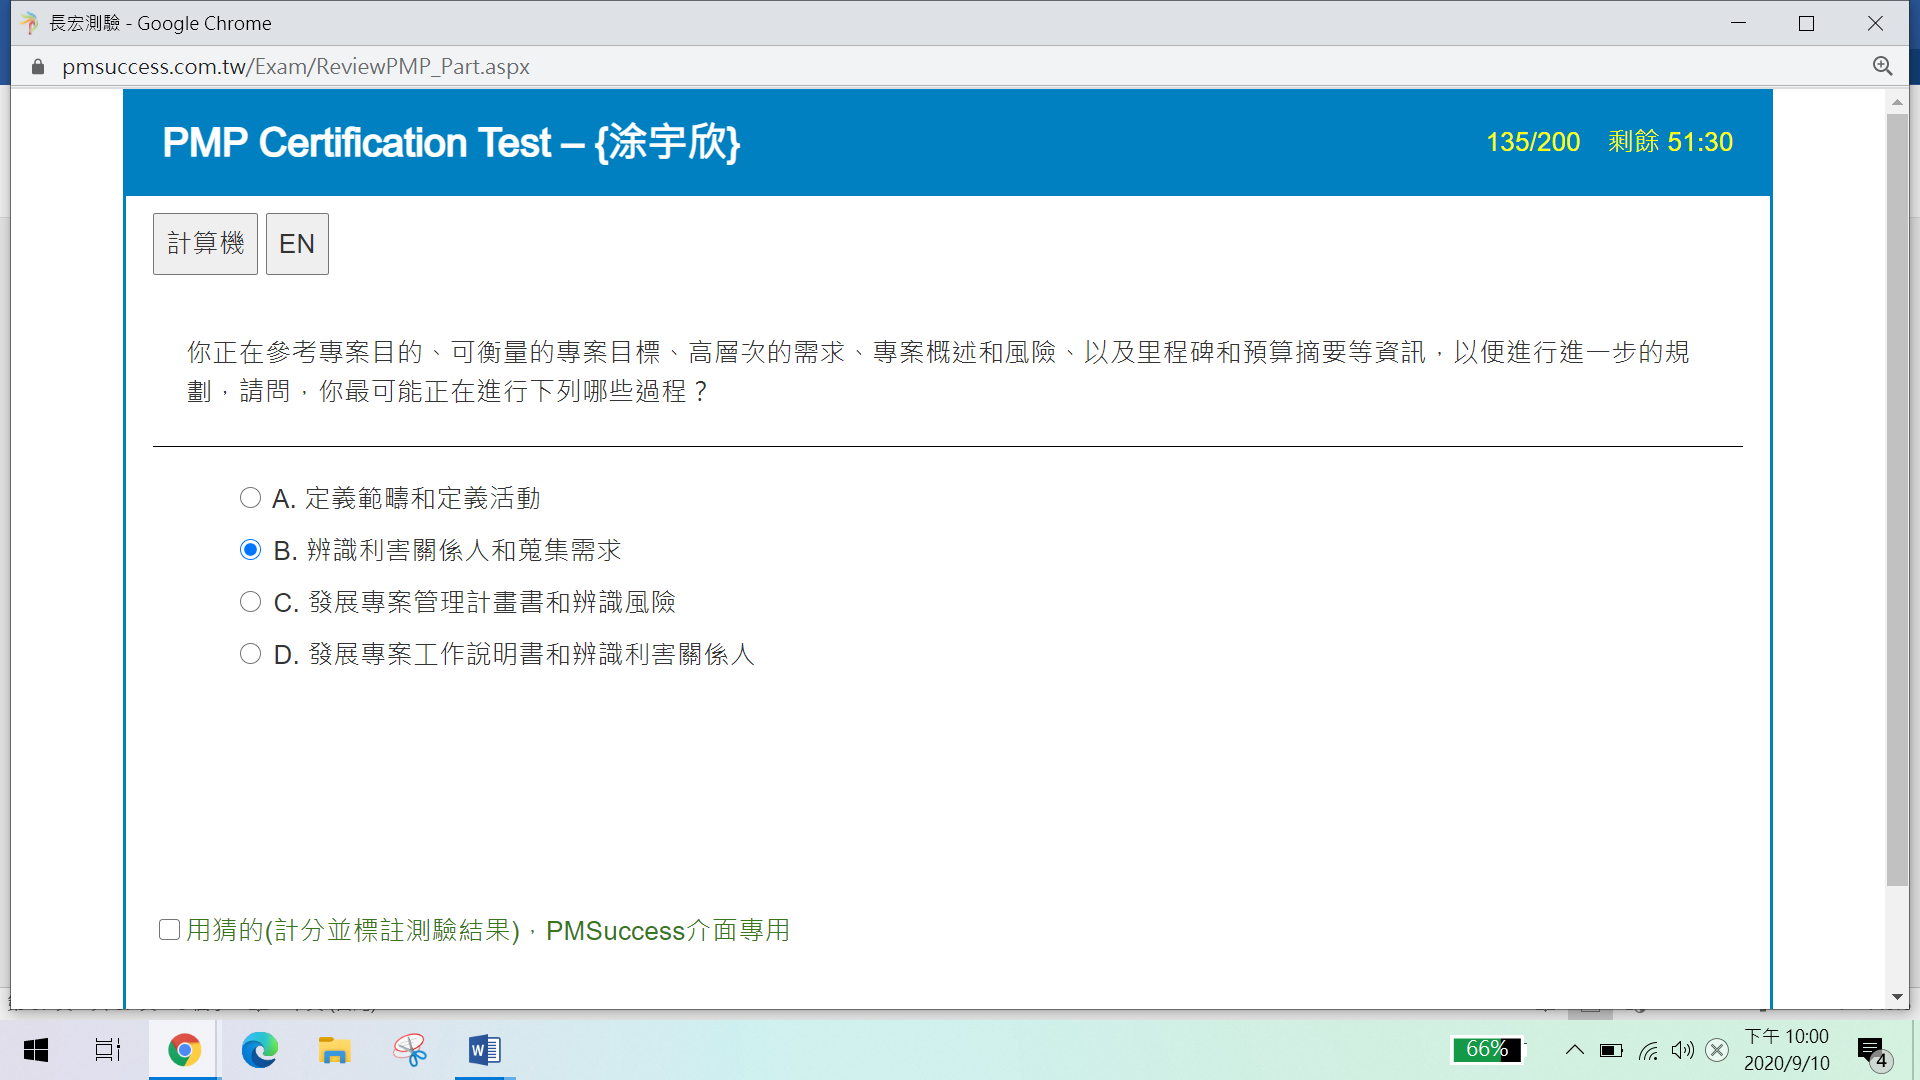 長宏測驗 - Google Chrome
pmsuccess.com.tw/Exam/ReviewPMP_Part.aspx
PMP Certification Test – {涂宇欣}
135/200 剩餘 51:30
計算機 EN
你正在參考專案目的、可衡量的專案目標、高層次的需求、專案概述和風險、以及里程碑和預算摘要等資訊，以便進行進一步的規
劃，請問，你最可能正在進行下列哪些過程？
A. 定義範疇和定義活動
B. 辨識利害關係人和蒐集需求
C. 發展專案管理計畫書和辨識風險
D. 發展專案工作說明書和辨識利害關係人
用猜的(計分並標註測驗結果)，PMSuccess介面專用
66%
下午 10:00
2020/9/10
4